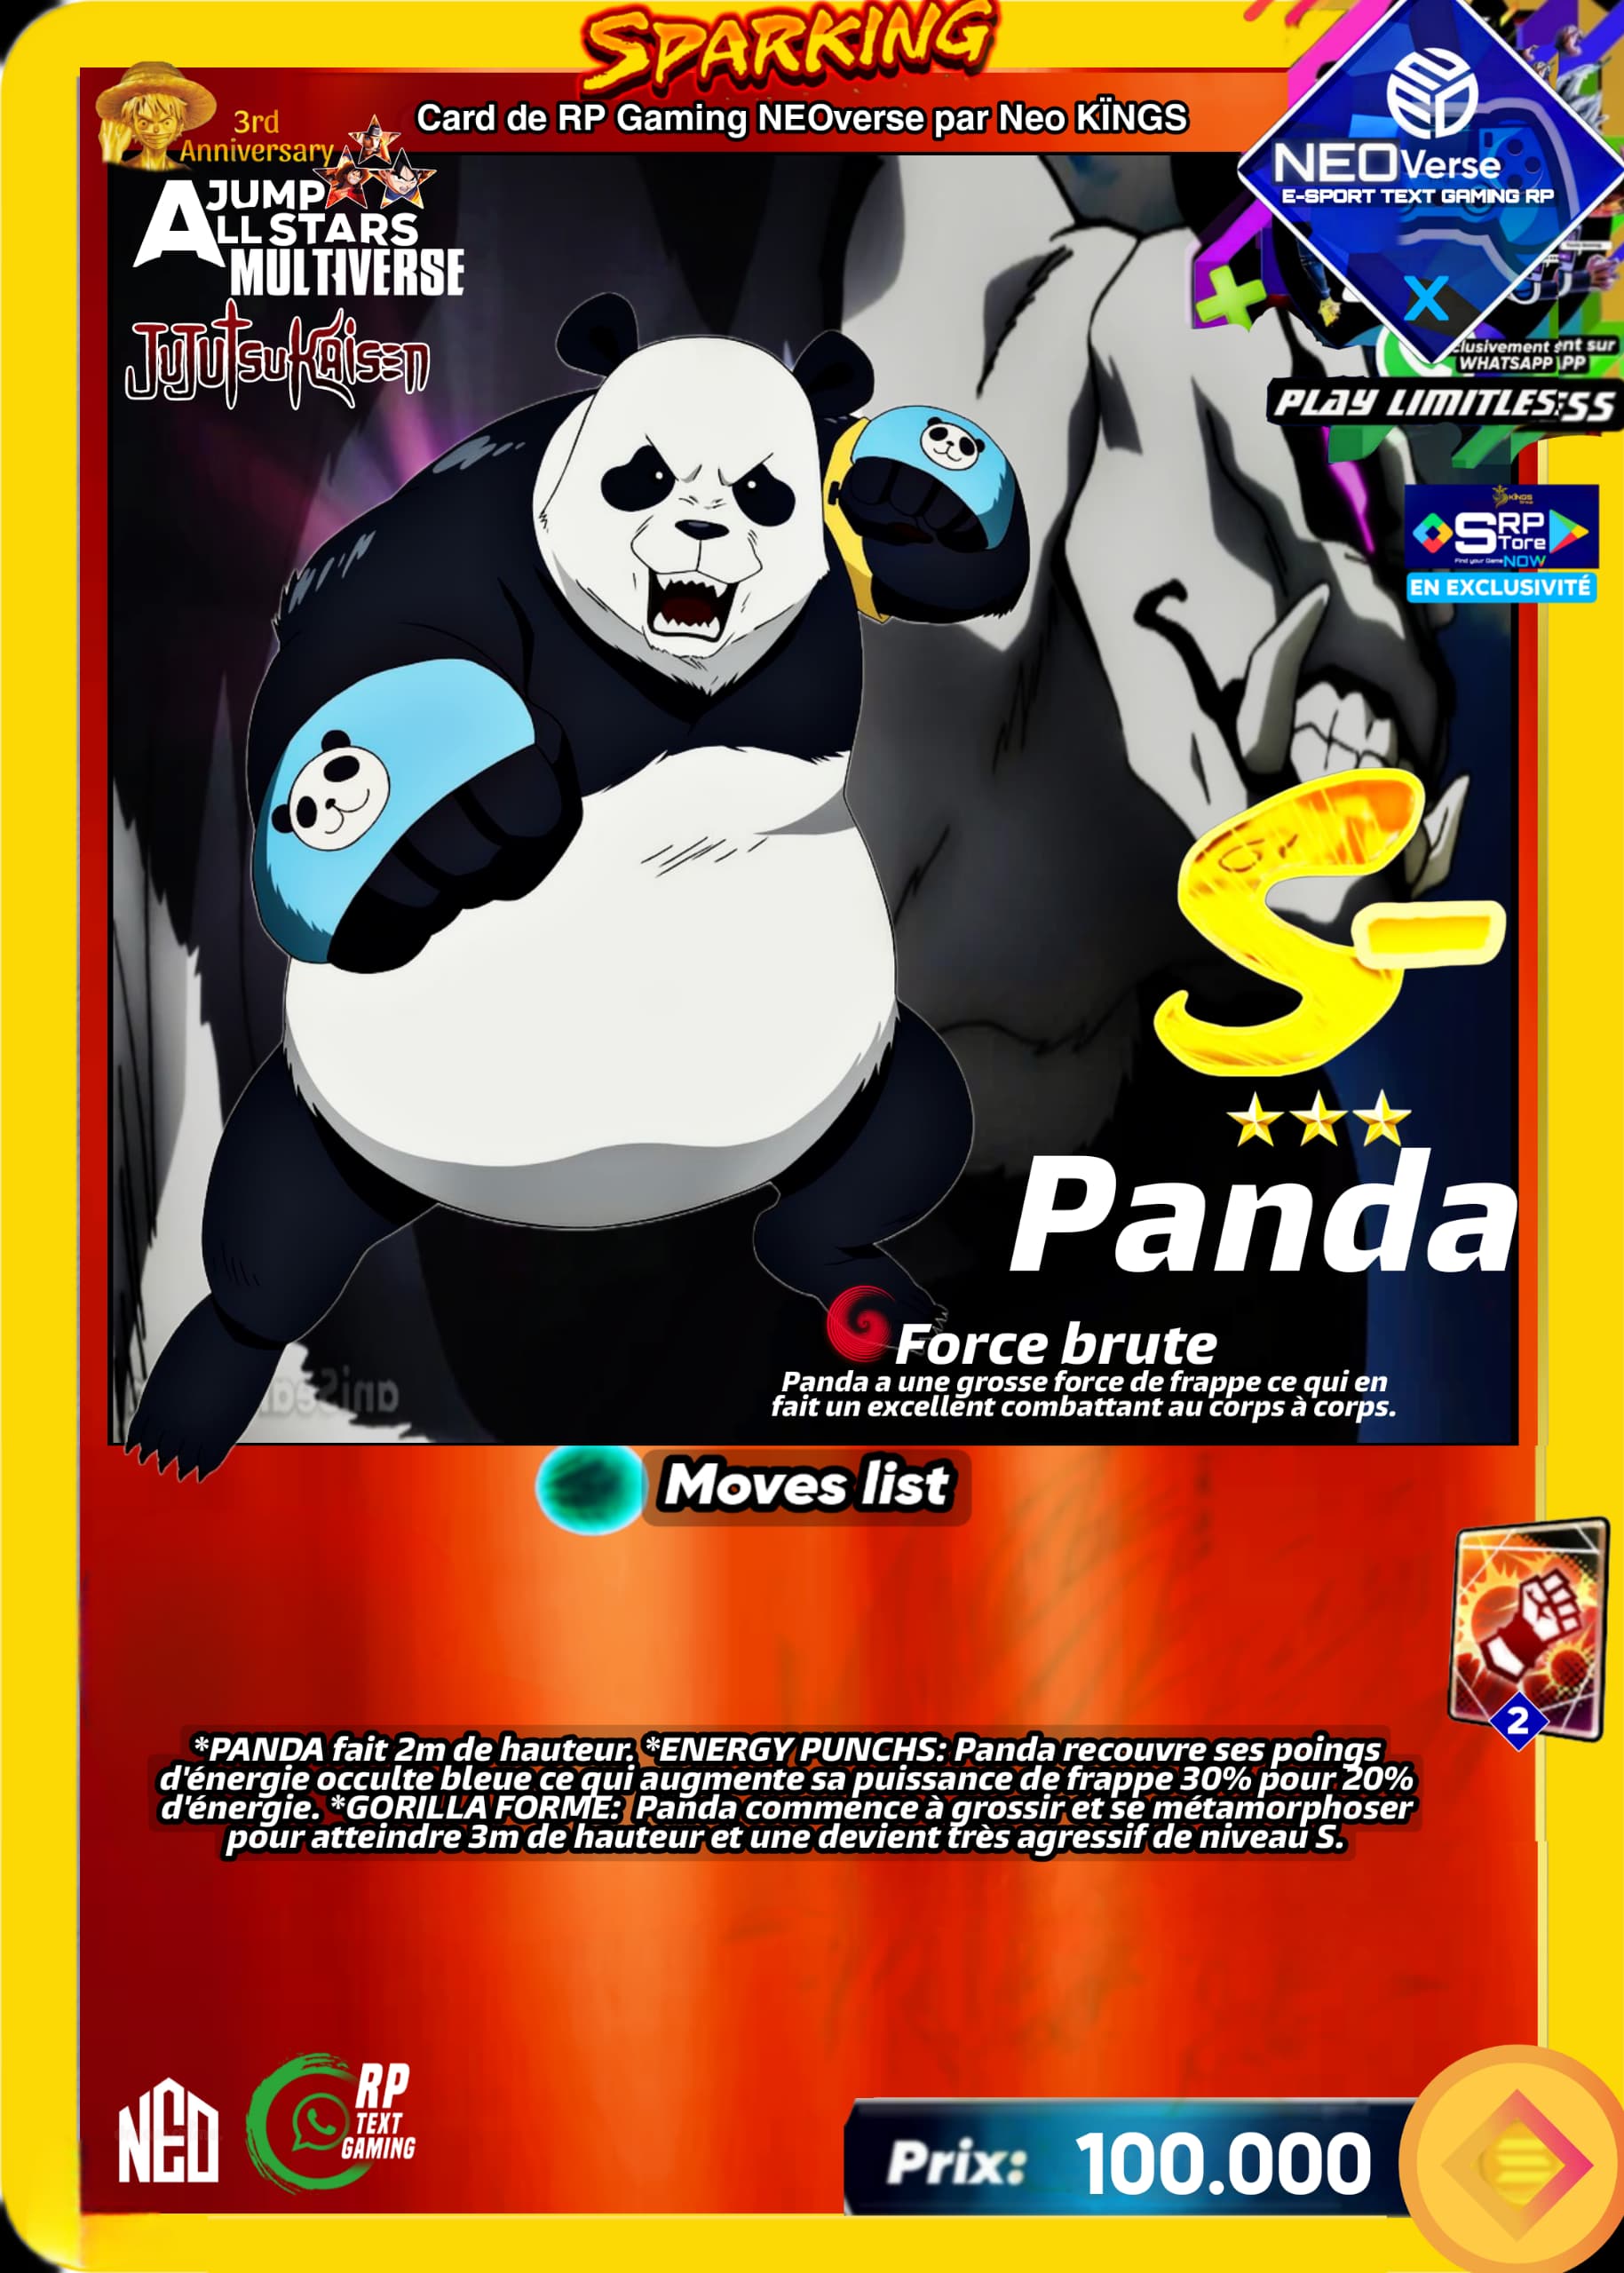 SPARKING
Card de RP Gaming NEOverse par Neo KÏNGS
3rd
Anniversary
JUMP
ALL STARS
MULTIVERSE
JUJUTSU KAISEN
NEOVerse
E-SPORT TEXT GAMING RP
X
WHATSAPP
PLAY LIMITLESS
KINGS
SRP
Tore
Find your Game NOW
EN EXCLUSIVITÉ
S-
Panda
Force brute
Panda a une grosse force de frappe ce qui en
fait un excellent combattant au corps à corps.
Moves list
2
*PANDA fait 2m de hauteur. *ENERGY PUNCHS: Panda recouvre ses poings
d'énergie occulte bleue ce qui augmente sa puissance de frappe 30% pour 20%
d'énergie. *GORILLA FORME: Panda commence à grossir et se métamorphoser
pour atteindre 3m de hauteur et une devient très agressif de niveau S.
NEO
RP
TEXT
GAMING
Prix: 100.000